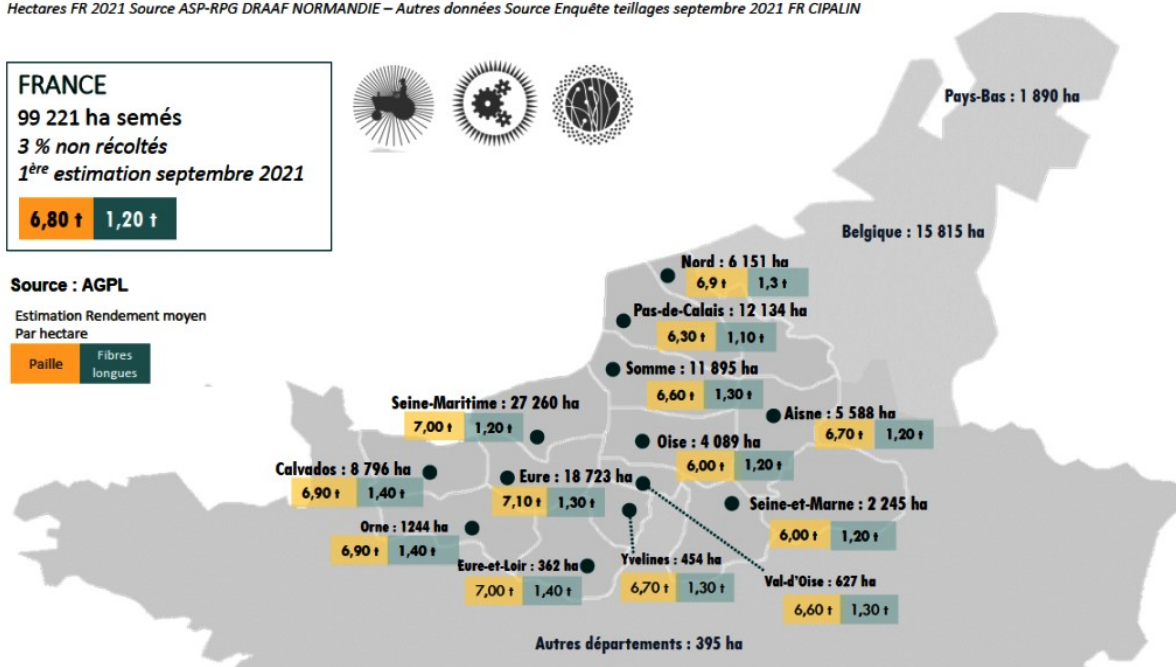 Hectares FR 2021 Source ASP-RPG DRAAF NORMANDIE – Autres données Source Enquête teillages septembre 2021 FR CIPALIN
FRANCE
99 221 ha semés
3 % non récoltés
1ère estimation septembre 2021
6,80 t 1,20 t
Source : AGPL
Estimation Rendement moyen
Par hectare
Paille
Fibres
longues
Pays-Bas : 1 890 ha
Belgique : 15 815 ha
Nord : 6 151 ha
6,9 t 1,3 t
Pas-de-Calais : 12 134 ha
6,30 t 1,10 t
Somme : 11 895 ha
6,60 t 1,30 t
Seine-Maritime : 27 260 ha
7,00 t 1,20 t
Aisne : 5 588 ha
6,70 t 1,20 t
Oise : 4 089 ha
6,00 t 1,20 t
Calvados : 8 796 ha
6,90 t 1,40 t
Eure : 18 723 ha
7,10 t 1,30 t
Seine-et-Marne : 2 245 ha
6,00 t 1,20 t
Orne : 1244 ha
6,90 t 1,40 t
Eure-et-Loir : 362 ha
7,00 t 1,40 t
Yvelines : 454 ha
6,70 t 1,30 t
Val-d'Oise : 627 ha
6,60 t 1,30 t
Autres départements : 395 ha